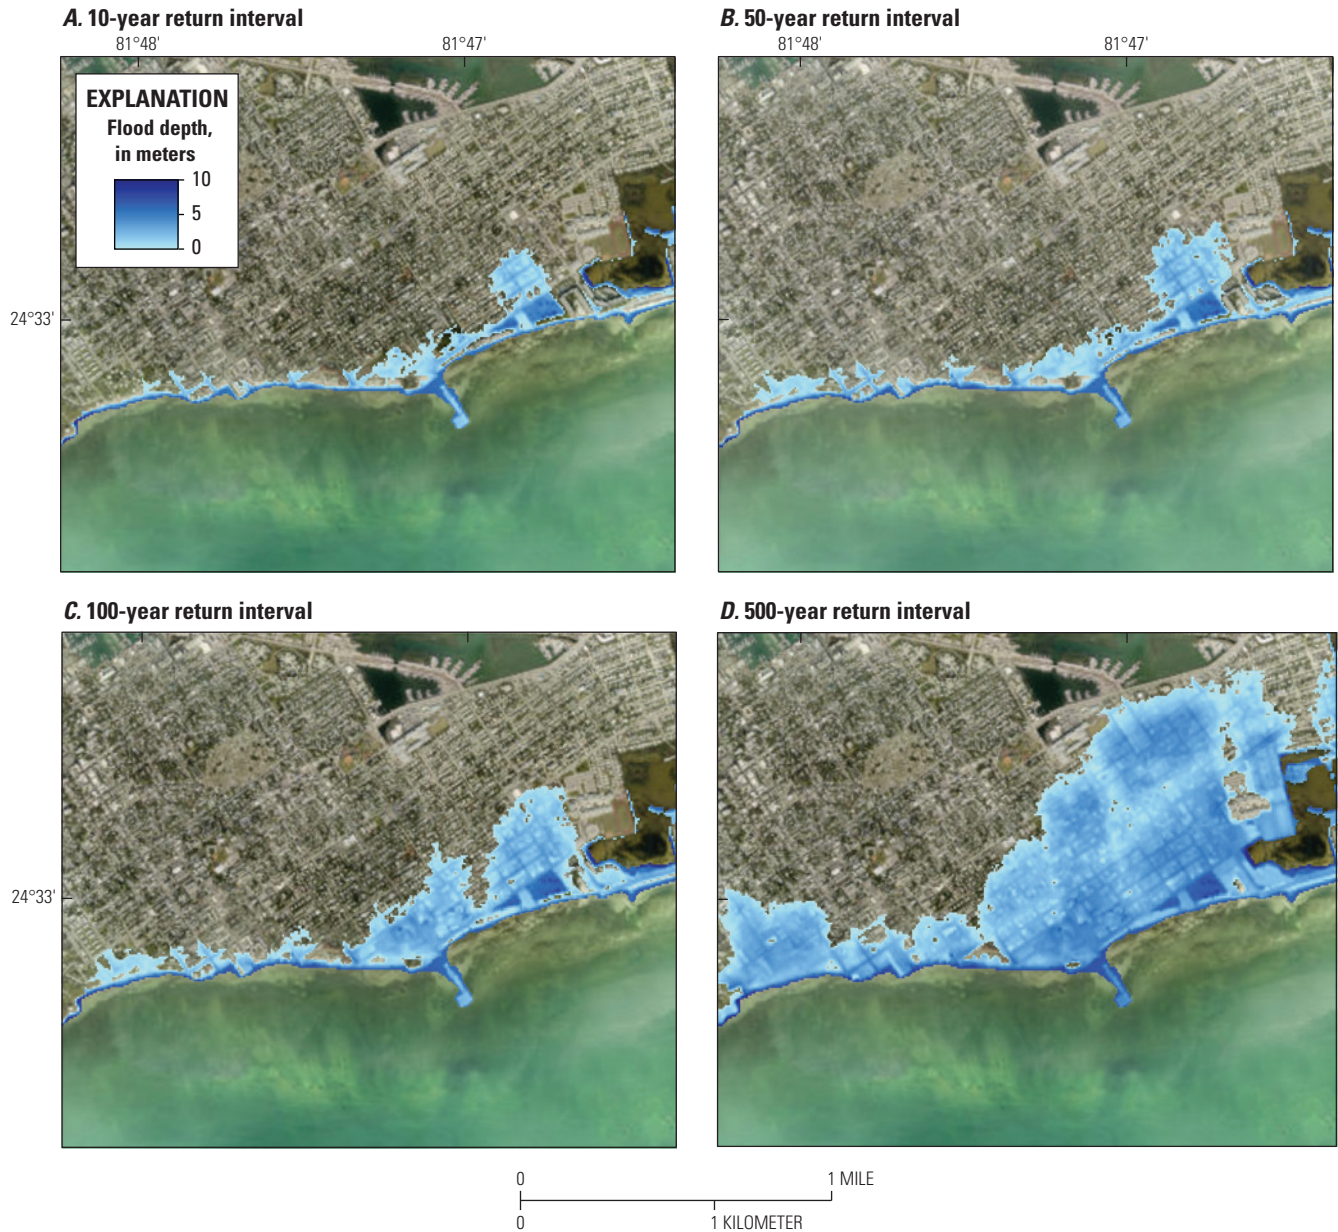 A. 10-year return interval
81°48'
81°47'
EXPLANATION
Flood depth,
in meters
10
5
0
24°33'
B. 50-year return interval
81°48'
81°47'
C. 100-year return interval
24°33'
D. 500-year return interval
0
1 MILE
0
1 KILOMETER